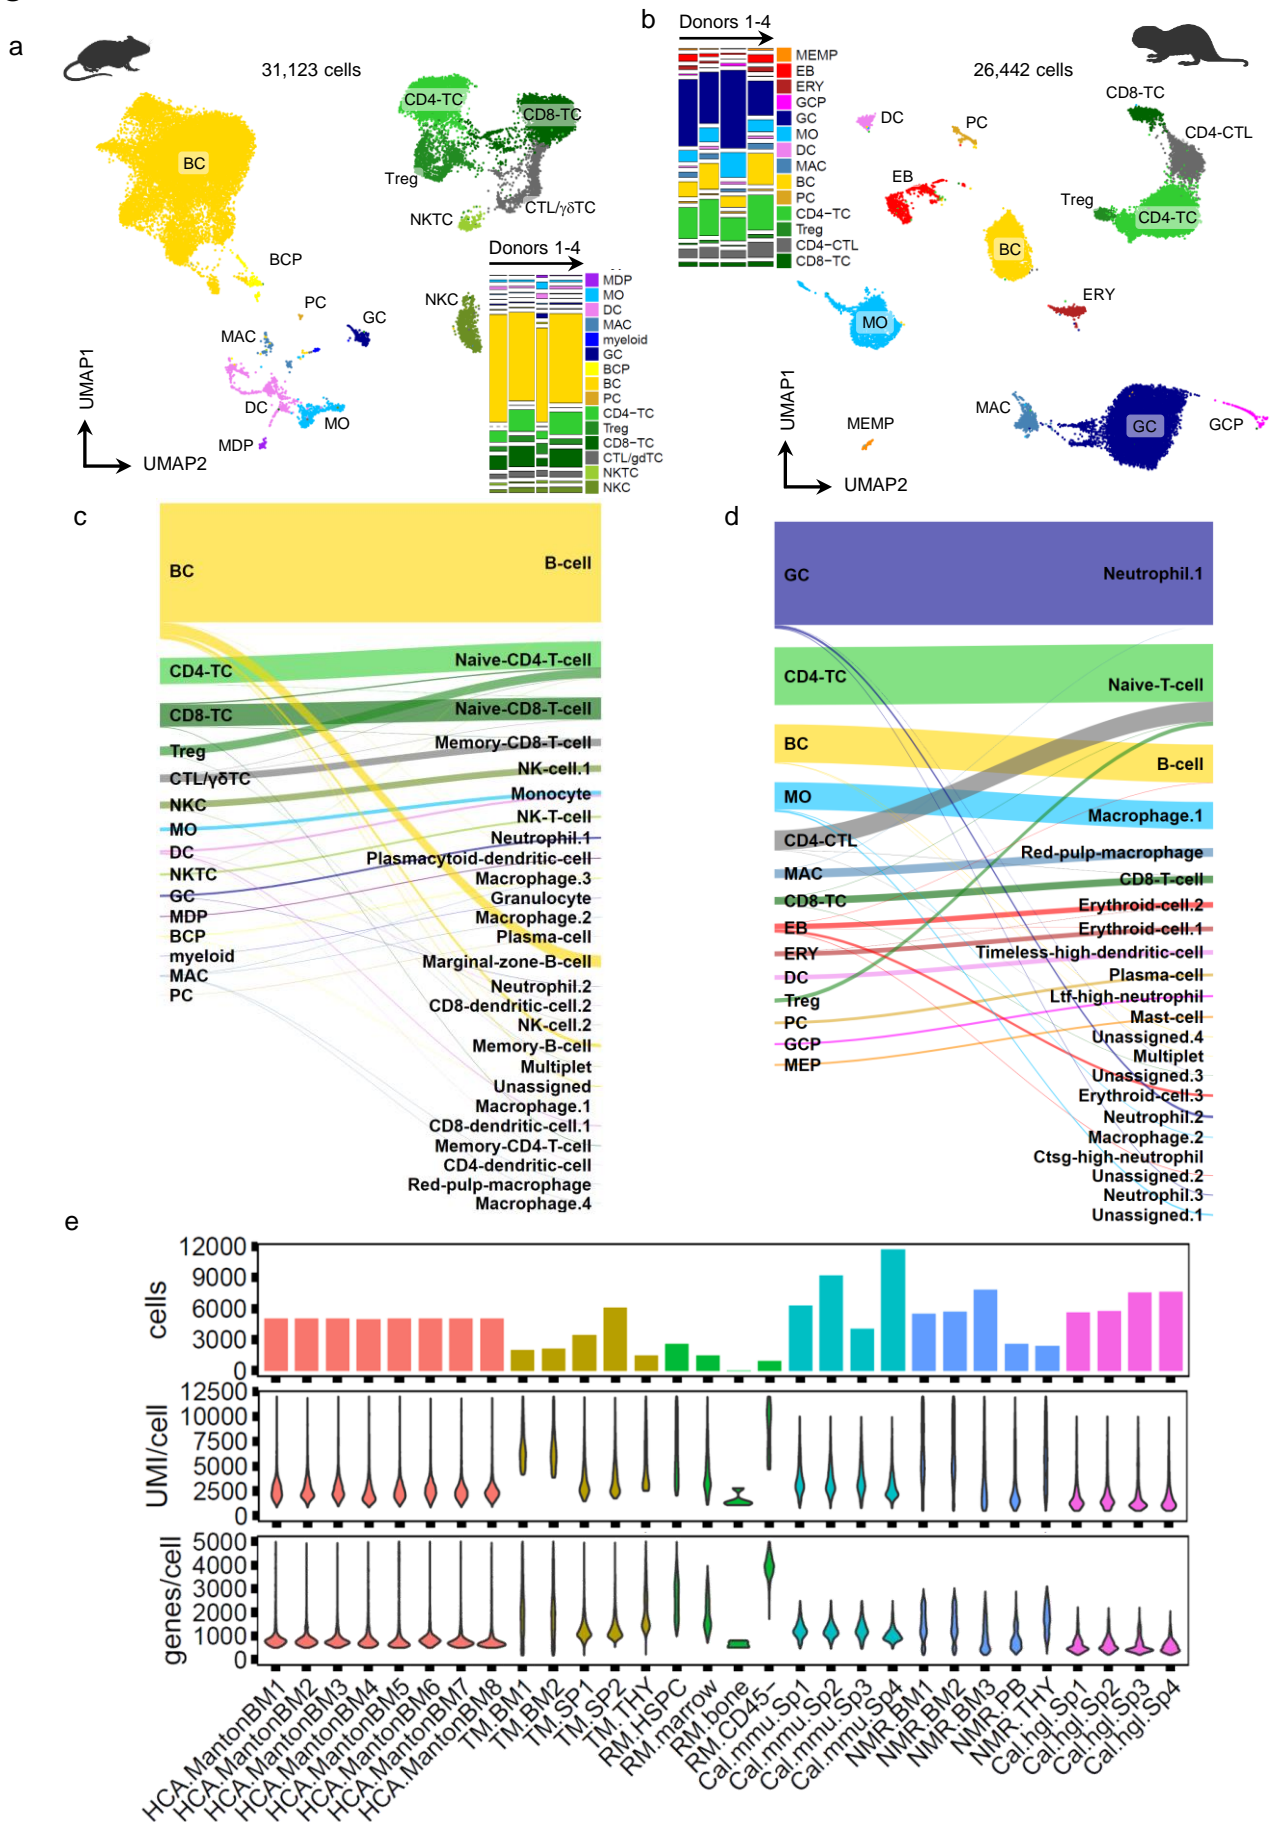 a
31,123 cells
CD4-TC
CD8-TC
BC
Treg
CTL/γδTC
NKTC
BCP
NKC
PC
GC
MAC
DC
MO
MDP
UMAP1
UMAP2
Donors 1-4
MDP
MO
DC
MAC
myeloid
GC
BCP
BC
PC
CD4−TC
Treg
CD8−TC
CTL/gdTC
NKTC
NKC
b
Donors 1-4
MEMP
EB
ERY
GCP
GC
MO
DC
MAC
BC
PC
CD4−TC
Treg
CD4−CTL
CD8−TC
26,442 cells
CD8-TC
DC
PC
CD4-CTL
EB
Treg
CD4-TC
BC
ERY
MO
MAC
GC
GCP
MEMP
UMAP1
UMAP2
c
BC
CD4-TC
CD8-TC
Treg
CTL/γδTC
NKC
MO
DC
NKTC
GC
MDP
BCP
myeloid
MAC
PC
B-cell
Naive-CD4-T-cell
Naive-CD8-T-cell
Memory-CD8-T-cell
NK-cell.1
Monocyte
NK-T-cell
Neutrophil.1
Plasmacytoid-dendritic-cell
Macrophage.3
Granulocyte
Macrophage.2
Plasma-cell
Marginal-zone-B-cell
Neutrophil.2
CD8-dendritic-cell.2
NK-cell.2
Memory-B-cell
Multiplet
Unassigned
Macrophage.1
CD8-dendritic-cell.1
Memory-CD4-T-cell
CD4-dendritic-cell
Red-pulp-macrophage
Macrophage.4
d
GC
CD4-TC
BC
MO
CD4-CTL
MAC
CD8-TC
EB
ERY
DC
Treg
PC
GCP
MEP
Neutrophil.1
Naive-T-cell
B-cell
Macrophage.1
Red-pulp-macrophage
CD8-T-cell
Erythroid-cell.2
Erythroid-cell.1
Timeless-high-dendritic-cell
Plasma-cell
Ltf-high-neutrophil
Mast-cell
Unassigned.4
Multiplet
Unassigned.3
Erythroid-cell.3
Neutrophil.2
Macrophage.2
Ctsg-high-neutrophil
Unassigned.2
Neutrophil.3
Unassigned.1
e
cells
12000
9000
6000
3000
0
UMI/cell
12500
10000
7500
5000
2500
0
genes/cell
5000
4000
3000
2000
1000
0
HCA.MantonBM1
HCA.MantonBM2
HCA.MantonBM3
HCA.MantonBM4
HCA.MantonBM5
HCA.MantonBM6
HCA.MantonBM7
HCA.MantonBM8
TM.BM1
TM.BM2
TM.SP1
TM.SP2
TM.THY
RM.HSPC
RM.marrow
RM.bone
RM.CD45−
Cal.mmu.Sp1
Cal.mmu.Sp2
Cal.mmu.Sp3
Cal.mmu.Sp4
NMR.BM1
NMR.BM2
NMR.BM3
NMR.PB
NMR.THY
Cal.hgl.Sp1
Cal.hgl.Sp2
Cal.hgl.Sp3
Cal.hgl.Sp4